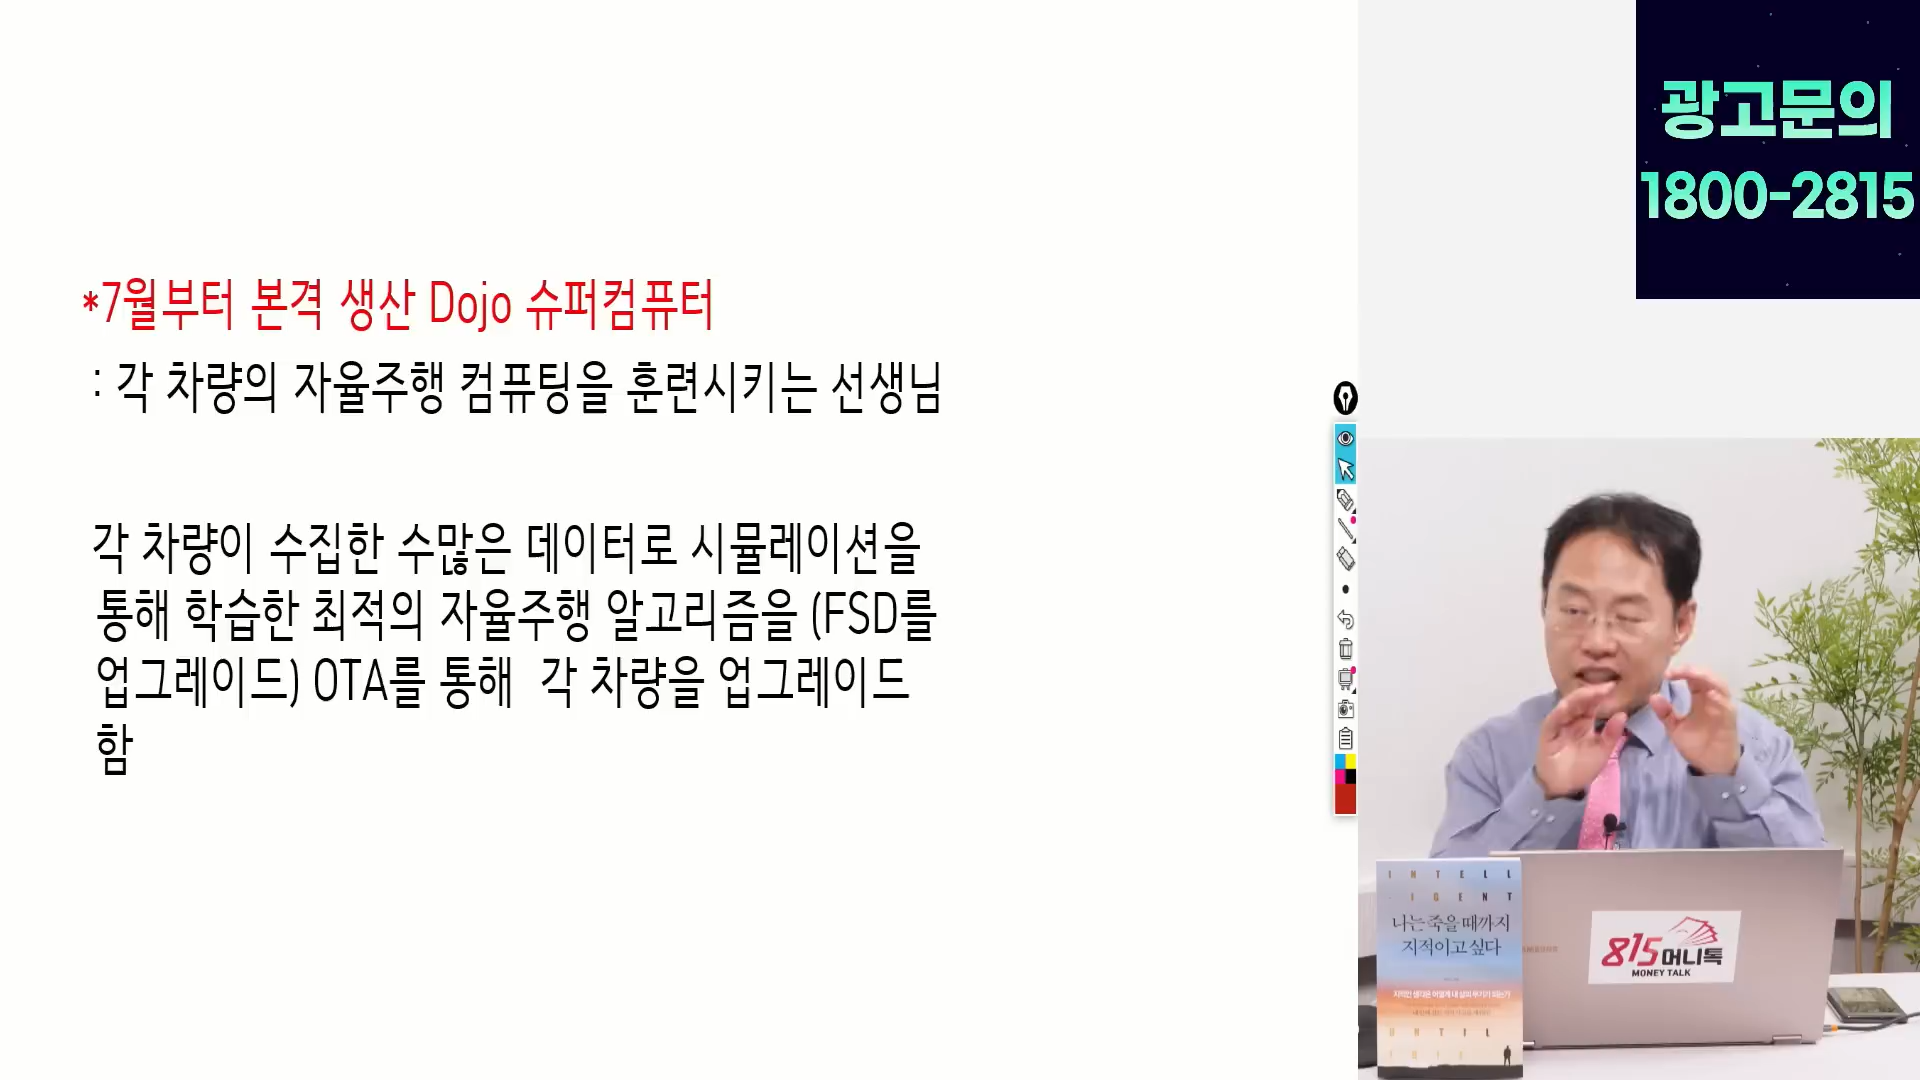 광고문의
1800-2815
*7월부터 본격 생산 Dojo 슈퍼컴퓨터
: 각 차량의 자율주행 컴퓨팅을 훈련시키는 선생님
각 차량이 수집한 수많은 데이터로 시뮬레이션을
통해 학습한 최적의 자율주행 알고리즘을 (FSD를
업그레이드) OTA를 통해 각 차량을 업그레이드
함
INTELL
IGENT
나는 죽을 때까지
지적이고 싶다
UNTIL
815머니톡
MONEY TALK